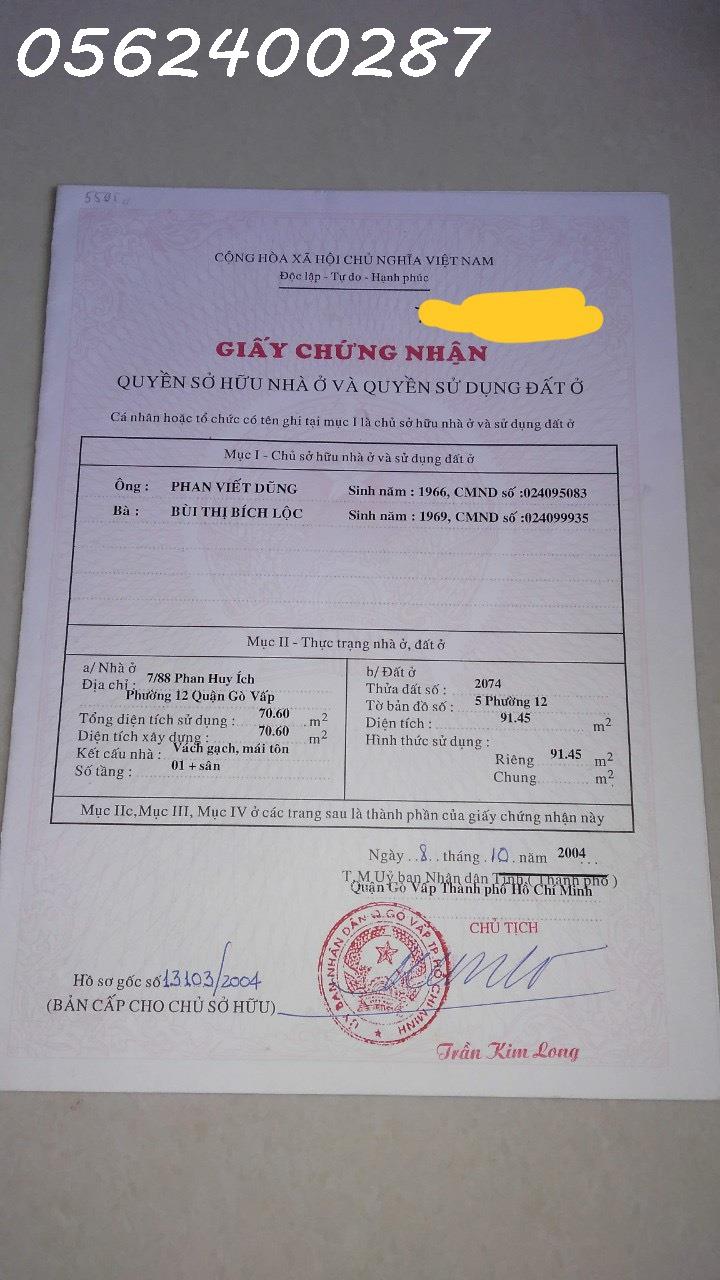 0562400287
CỘNG HÒA XÃ HỘI CHỦ NGHĨA VIỆT NAM
Độc lập - Tự do - Hạnh phúc
GIẤY CHỨNG NHẬN
QUYỀN SỞ HỮU NHÀ Ở VÀ QUYỀN SỬ DỤNG ĐẤT Ở
Cá nhân hoặc tổ chức có tên ghi tại mục I là chủ sở hữu nhà ở và sử dụng đất ở
Mục I - Chủ sở hữu nhà ở và sử dụng đất ở
Ông : PHAN VIẾT DŨNG Sinh năm : 1966, CMND số :024095083
Bà : BÙI THỊ BÍCH LỘC Sinh năm : 1969, CMND số :024099935
Mục II - Thực trạng nhà ở, đất ở
a/ Nhà ở
Địa chỉ : 7/88 Phan Huy Ích
Phường 12 Quận Gò Vấp
Tổng diện tích sử dụng : 70.60 m2
Diện tích xây dựng : 70.60 m2
Kết cấu nhà : Vách gạch, mái tôn
Số tầng : 01 + sân
b/ Đất ở
Thửa đất số : 2074
Tờ bản đồ số : 5 Phường 12
Diện tích : 91.45 m2
Hình thức sử dụng :
Riêng 91.45 m2
Chung m2
Mục IIc,Mục III, Mục IV ở các trang sau là thành phần của giấy chứng nhận này
Ngày 8 tháng 10 năm 2004
T.M Uỷ ban Nhân dân Tỉnh ( Thành phố )
Quận Gò Vấp Thành phố Hồ Chí Minh
CHỦ TỊCH
ỦY BAN NHÂN DÂN Q.GÒ VẤP TP.HỒ CHÍ MINH
Hồ sơ gốc số 13103/2004
(BẢN CẤP CHO CHỦ SỞ HỮU)
Trần Kim Long